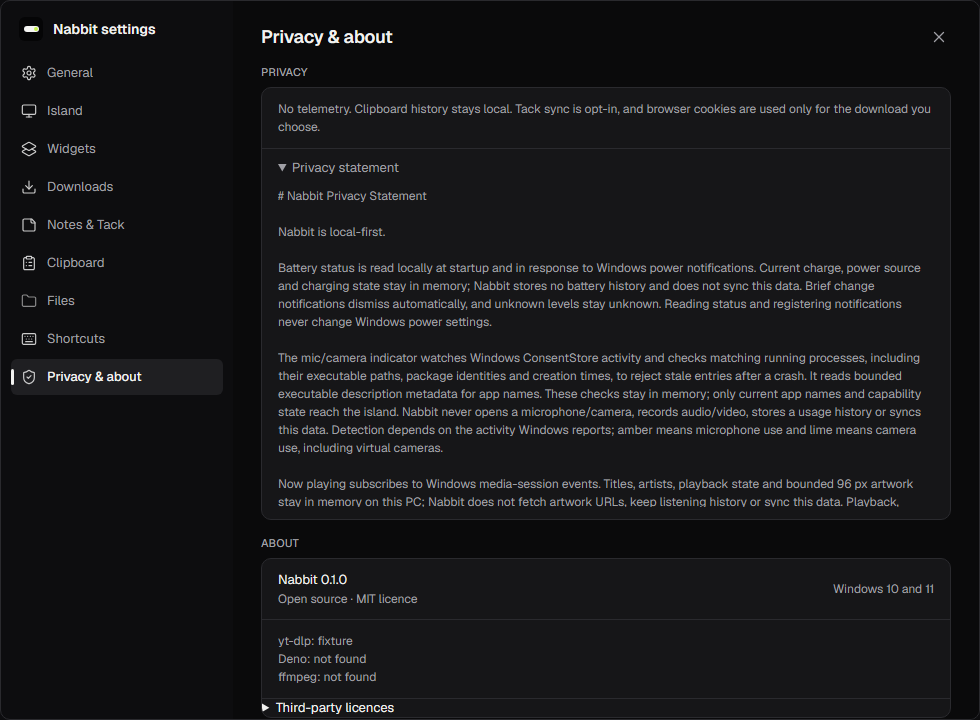 Nabbit settings
General
Island
Widgets
Downloads
Notes & Tack
Clipboard
Files
Shortcuts
Privacy & about
Privacy & about
PRIVACY
No telemetry. Clipboard history stays local. Tack sync is opt-in, and browser cookies are used only for the download you
choose.
▼ Privacy statement
# Nabbit Privacy Statement
Nabbit is local-first.
Battery status is read locally at startup and in response to Windows power notifications. Current charge, power source
and charging state stay in memory; Nabbit stores no battery history and does not sync this data. Brief change
notifications dismiss automatically, and unknown levels stay unknown. Reading status and registering notifications
never change Windows power settings.
The mic/camera indicator watches Windows ConsentStore activity and checks matching running processes, including
their executable paths, package identities and creation times, to reject stale entries after a crash. It reads bounded
executable description metadata for app names. These checks stay in memory; only current app names and capability
state reach the island. Nabbit never opens a microphone/camera, records audio/video, stores a usage history or syncs
this data. Detection depends on the activity Windows reports; amber means microphone use and lime means camera
use, including virtual cameras.
Now playing subscribes to Windows media-session events. Titles, artists, playback state and bounded 96 px artwork
stay in memory on this PC; Nabbit does not fetch artwork URLs, keep listening history or sync this data. Playback,
ABOUT
Nabbit 0.1.0
Open source · MIT licence
Windows 10 and 11
yt-dlp: fixture
Deno: not found
ffmpeg: not found
▶ Third-party licences